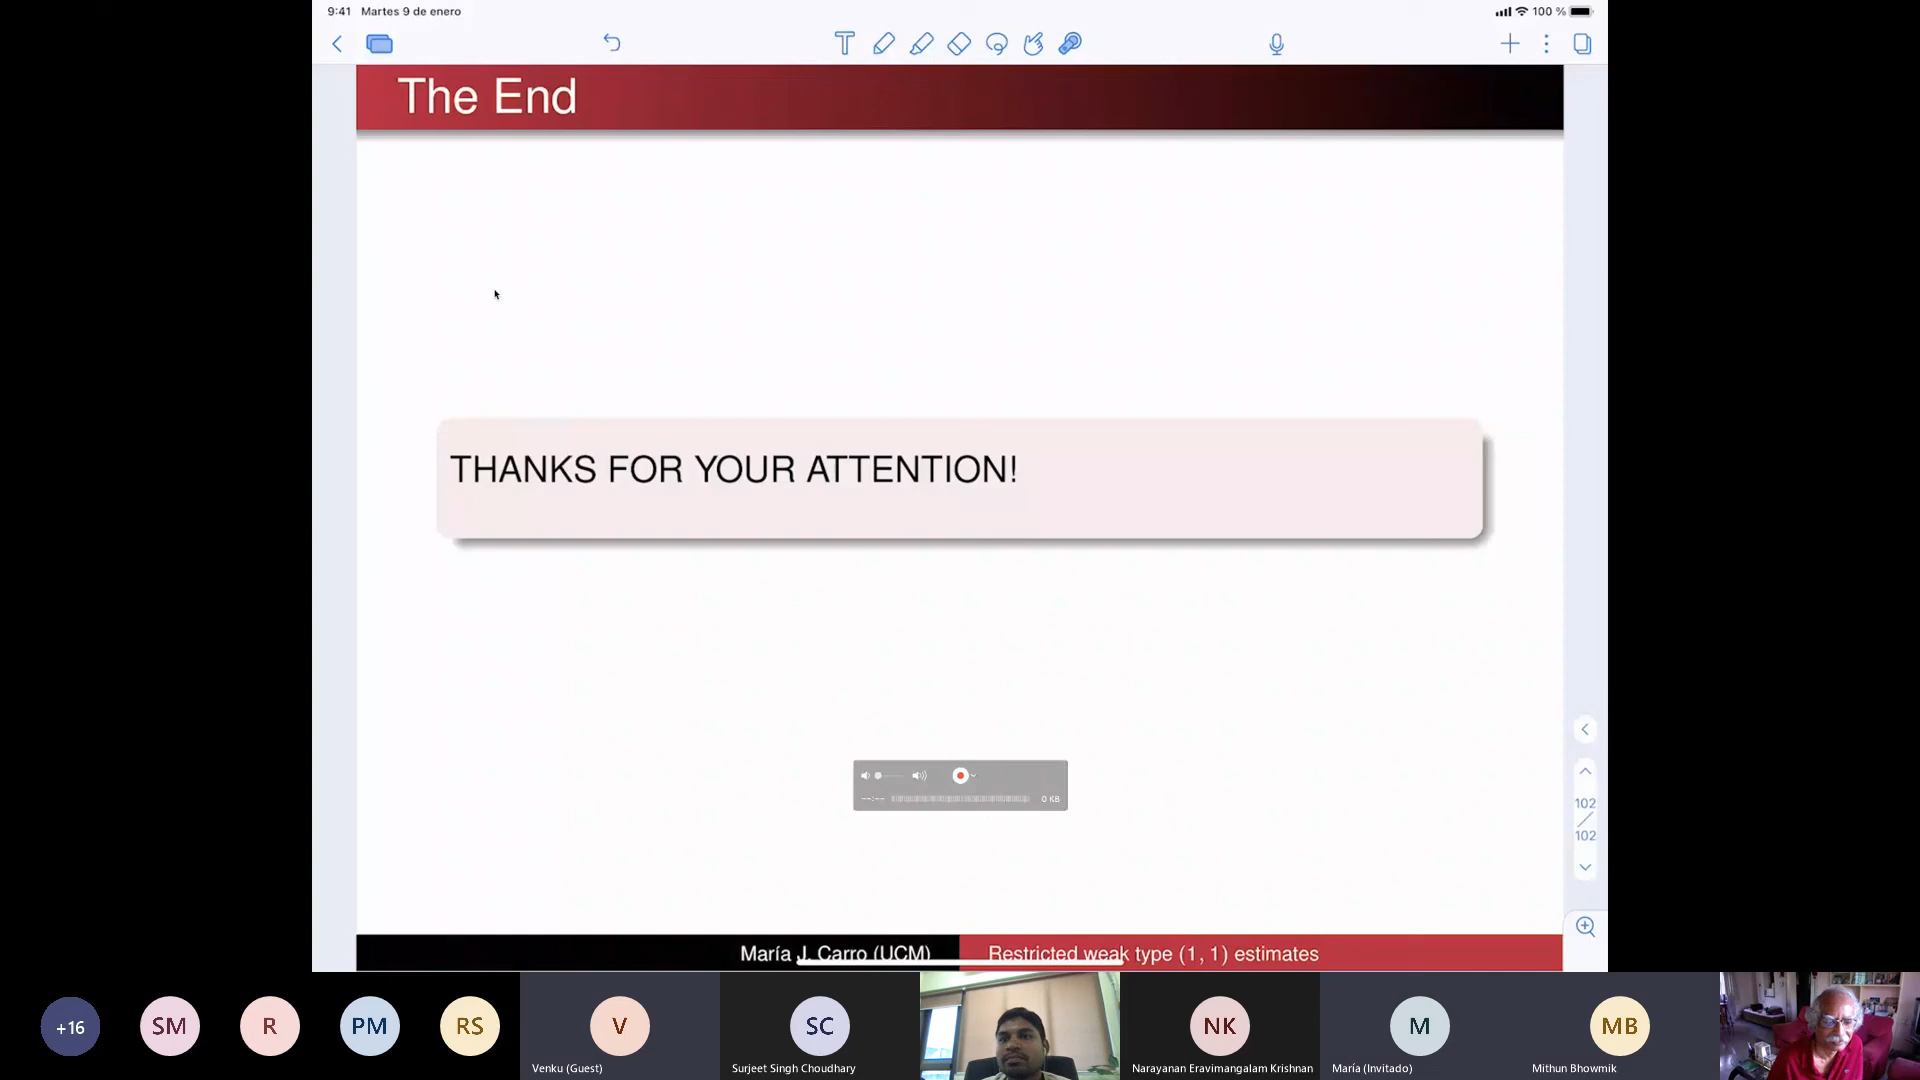 9:41 Martes 9 de enero
100 %
The End
THANKS FOR YOUR ATTENTION!
--:--
0 KB
102
102
María J. Carro (UCM)
Restricted weak type (1, 1) estimates
+16
SM
R
PM
RS
V
SC
NK
M
MB
Venku (Guest)
Surjeet Singh Choudhary
Narayanan Eravimangalam Krishnan
María (Invitado)
Mithun Bhowmik